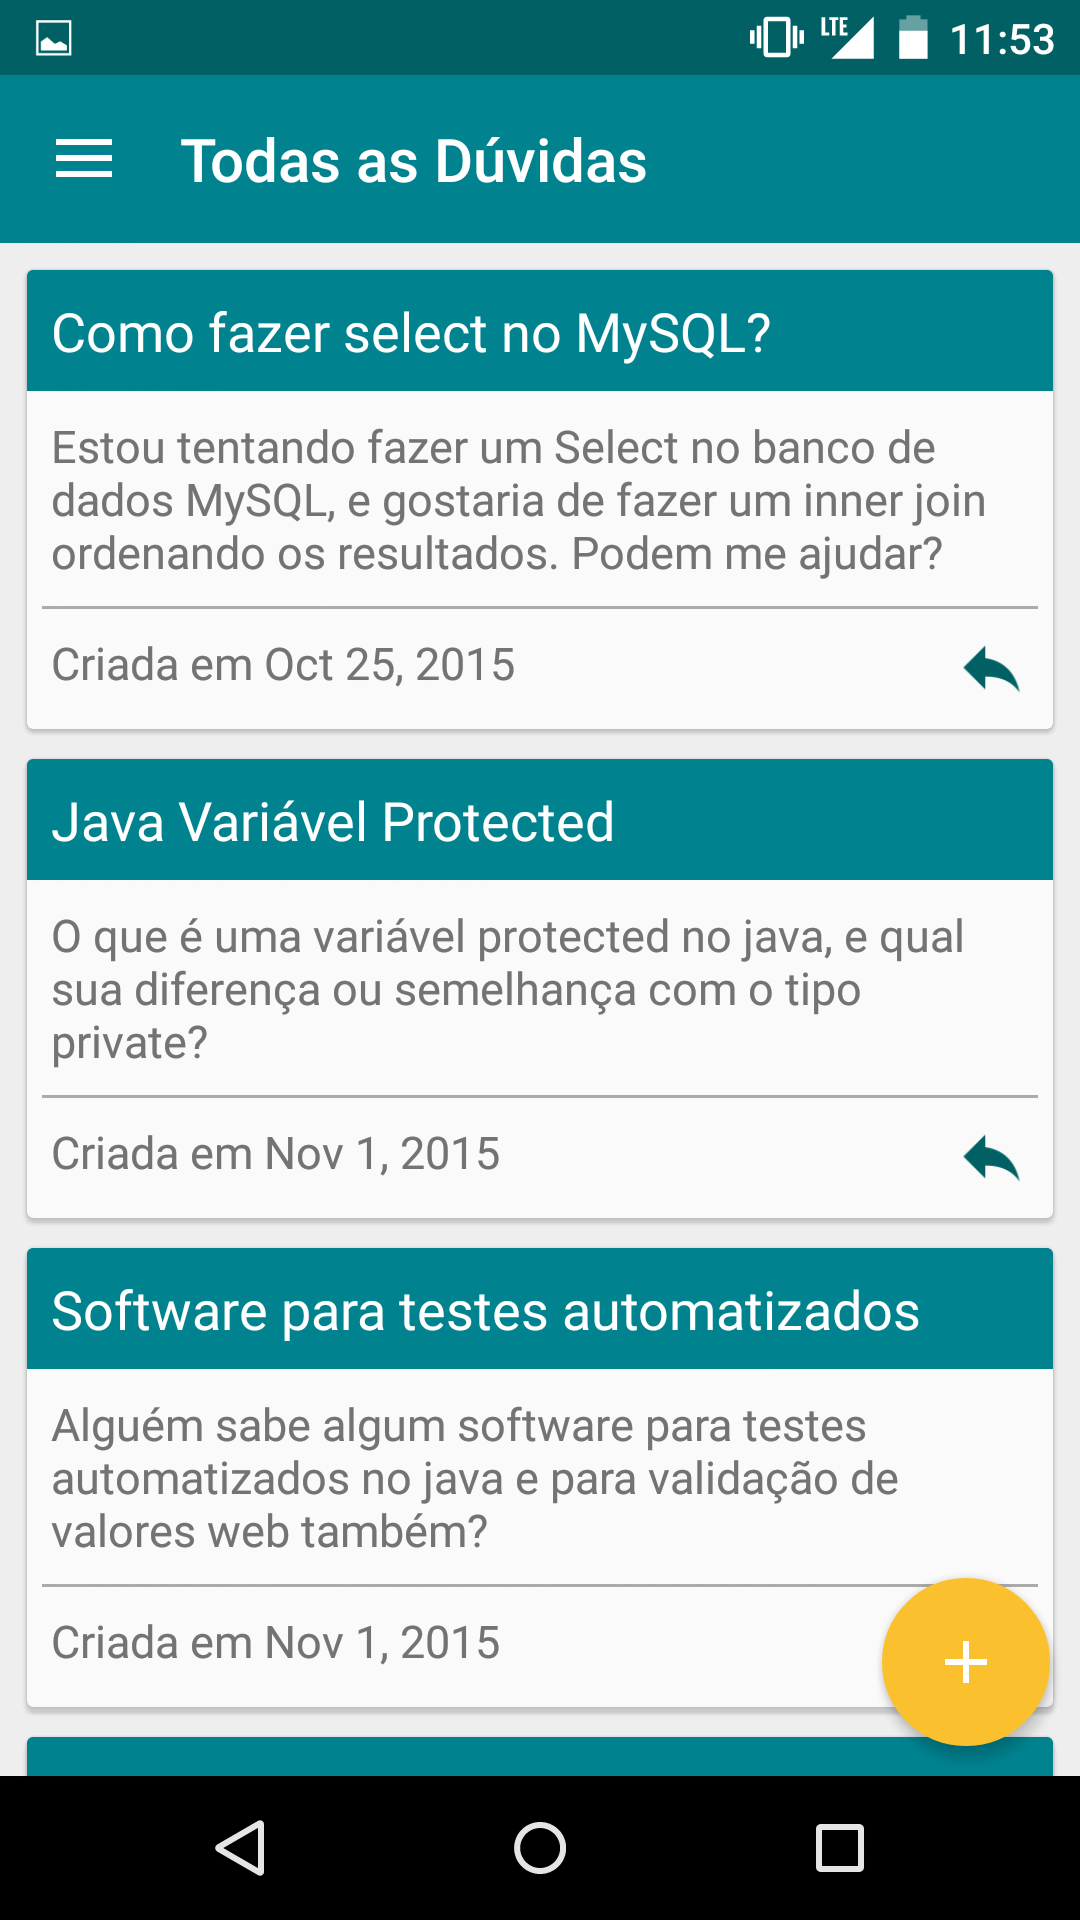 LTE 11:53
Todas as Dúvidas
Como fazer select no MySQL?
Estou tentando fazer um Select no banco de
dados MySQL, e gostaria de fazer um inner join
ordenando os resultados. Podem me ajudar?
Criada em Oct 25, 2015
Java Variável Protected
O que é uma variável protected no java, e qual
sua diferença ou semelhança com o tipo
private?
Criada em Nov 1, 2015
Software para testes automatizados
Alguém sabe algum software para testes
automatizados no java e para validação de
valores web também?
Criada em Nov 1, 2015